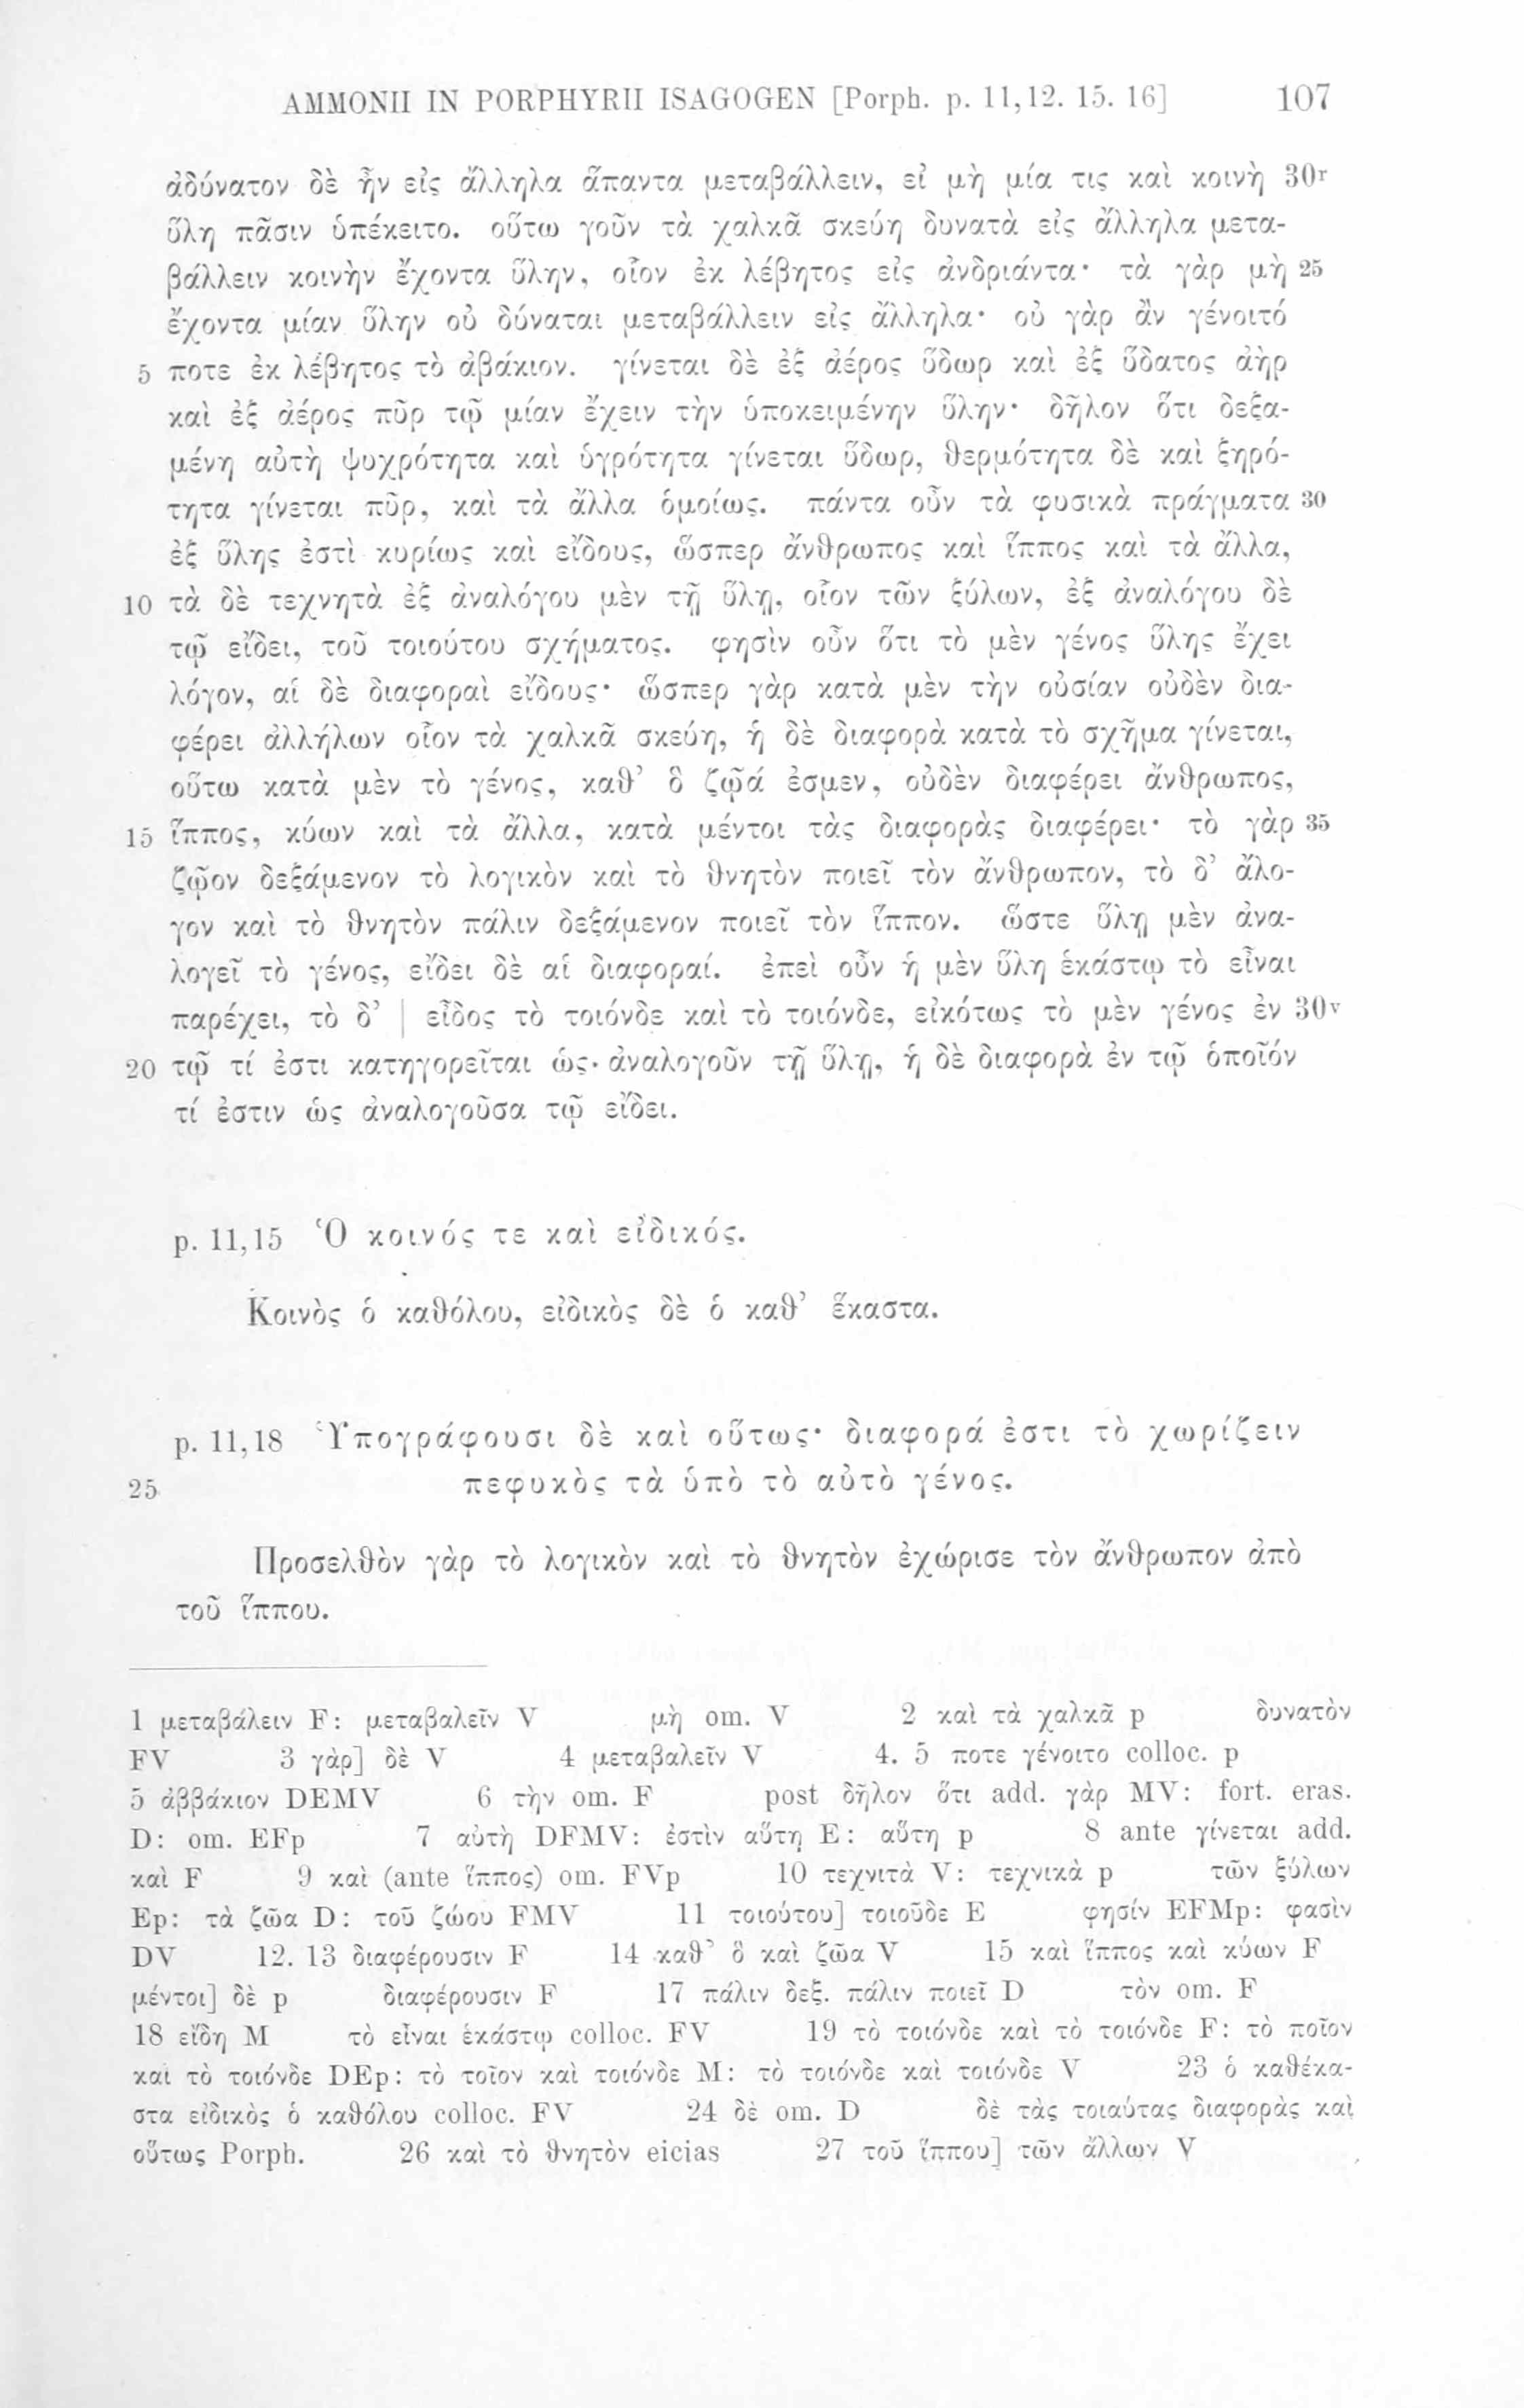 AMMONII IN PORPHYRII ISAGOGEN [Porph. p. 11,12. 15. 16] 107
ἀδύνατον δὲ ἦν εἰς ἄλληλα ἅπαντα μεταβάλλειν, εἰ μὴ μία τις καὶ κοινὴ 30r
ὕλη πᾶσιν ὑπέκειτο. οὕτω γοῦν τὰ χαλκᾶ σκεύη δυνατὰ εἰς ἄλληλα μετα-
βάλλειν κοινὴν ἔχοντα ὕλην, οἷον ἐκ λέβητος εἰς ἀνδριάντα· τὰ γὰρ μὴ 25
ἔχοντα μίαν ὕλην οὐ δύναται μεταβάλλειν εἰς ἄλληλα· οὐ γὰρ ἂν γένοιτό
5 ποτε ἐκ λέβητος τὸ ἀβάκιον. γίνεται δὲ ἐξ ἀέρος ὕδωρ καὶ ἐξ ὕδατος ἀὴρ
καὶ ἐξ ἀέρος πῦρ τῷ μίαν ἔχειν τὴν ὑποκειμένην ὕλην· δῆλον ὅτι δεξα-
μένη αὐτὴ ψυχρότητα καὶ ὑγρότητα γίνεται ὕδωρ, θερμότητα δὲ καὶ ξηρό-
τητα γίνεται πῦρ, καὶ τὰ ἄλλα ὁμοίως. πάντα οὖν τὰ φυσικὰ πράγματα 30
ἐξ ὕλης ἐστὶ κυρίως καὶ εἴδους, ὥσπερ ἄνθρωπος καὶ ἵππος καὶ τὰ ἄλλα,
10 τὰ δὲ τεχνητὰ ἐξ ἀναλόγου μὲν τῇ ὕλῃ, οἷον τῶν ξύλων, ἐξ ἀναλόγου δὲ
τῷ εἴδει, τοῦ τοιούτου σχήματος. φησὶν οὖν ὅτι τὸ μὲν γένος ὕλης ἔχει
λόγον, αἱ δὲ διαφοραὶ εἴδους· ὥσπερ γὰρ κατὰ μὲν τὴν οὐσίαν οὐδὲν δια-
φέρει ἀλλήλων οἷον τὰ χαλκᾶ σκεύη, ἡ δὲ διαφορὰ κατὰ τὸ σχῆμα γίνεται,
οὕτω κατὰ μὲν τὸ γένος, καθ' ὃ ζῷά ἐσμεν, οὐδὲν διαφέρει ἄνθρωπος,
15 ἵππος, κύων καὶ τὰ ἄλλα, κατὰ μέντοι τὰς διαφορὰς διαφέρει· τὸ γὰρ 35
ζῷον δεξάμενον τὸ λογικὸν καὶ τὸ θνητὸν ποιεῖ τὸν ἄνθρωπον, τὸ δ' ἄλο-
γον καὶ τὸ θνητὸν πάλιν δεξάμενον ποιεῖ τὸν ἵππον. ὥστε ὕλῃ μὲν ἀνα-
λογεῖ τὸ γένος, εἴδει δὲ αἱ διαφοραί. ἐπεὶ οὖν ἡ μὲν ὕλη ἑκάστῳ τὸ εἶναι
παρέχει, τὸ δ' | εἶδος τὸ τοιόνδε καὶ τὸ τοιόνδε, εἰκότως τὸ μὲν γένος ἐν 30v
20 τῷ τί ἐστι κατηγορεῖται ὡς ἀναλογοῦν τῇ ὕλῃ, ἡ δὲ διαφορὰ ἐν τῷ ὁποῖόν
τί ἐστιν ὡς ἀναλογοῦσα τῷ εἴδει.
p. 11,15 Ὁ κοινός τε καὶ εἰδικός.
Κοινὸς ὁ καθόλου, εἰδικὸς δὲ ὁ καθ' ἕκαστα.
p. 11,18 Ὑπογράφουσι δὲ καὶ οὕτως· διαφορά ἐστι τὸ χωρίζειν
25 πεφυκὸς τὰ ὑπὸ τὸ αὐτὸ γένος.
Προσελθὸν γὰρ τὸ λογικὸν καὶ τὸ θνητὸν ἐχώρισε τὸν ἄνθρωπον ἀπὸ
τοῦ ἵππου.
1 μεταβάλειν F: μεταβαλεῖν V μὴ om. V 2 καὶ τὰ χαλκᾶ p δυνατὸν
FV 3 γὰρ] δὲ V 4 μεταβαλεῖν V 4. 5 ποτε γένοιτο colloc. p
5 ἀββάκιον DEMV 6 τὴν om. F post δῆλον ὅτι add. γὰρ MV: fort. eras.
D: om. EFp 7 αὐτὴ DFMV: ἐστὶν αὕτη E: αὕτη p 8 ante γίνεται add.
καὶ F 9 καὶ (ante ἵππος) om. FVp 10 τεχνιτὰ V: τεχνικὰ p τῶν ξύλων
Ep: τὰ ζῶα D: τοῦ ζώου FMV 11 τοιούτου] τοιοῦδε E φησίν EFMp: φασὶν
DV 12. 13 διαφέρουσιν F 14 καθ' ὃ καὶ ζῶα V 15 καὶ ἵππος καὶ κύων F
μέντοι] δὲ p διαφέρουσιν F 17 πάλιν δεξ. πάλιν ποιεῖ D τὸν om. F
18 εἴδη M τὸ εἶναι ἑκάστῳ colloc. FV 19 τὸ τοιόνδε καὶ τὸ τοιόνδε F: τὸ ποῖον
καὶ τὸ τοιόνδε DEp: τὸ τοῖον καὶ τοιόνδε M: τὸ τοιόνδε καὶ τοιόνδε V 23 ὁ καθέκα-
στα εἰδικὸς ὁ καθόλου colloc. FV 24 δὲ om. D δὲ τὰς τοιαύτας διαφορὰς καὶ
οὕτως Porph. 26 καὶ τὸ θνητὸν eicias 27 τοῦ ἵππου] τῶν ἄλλων V